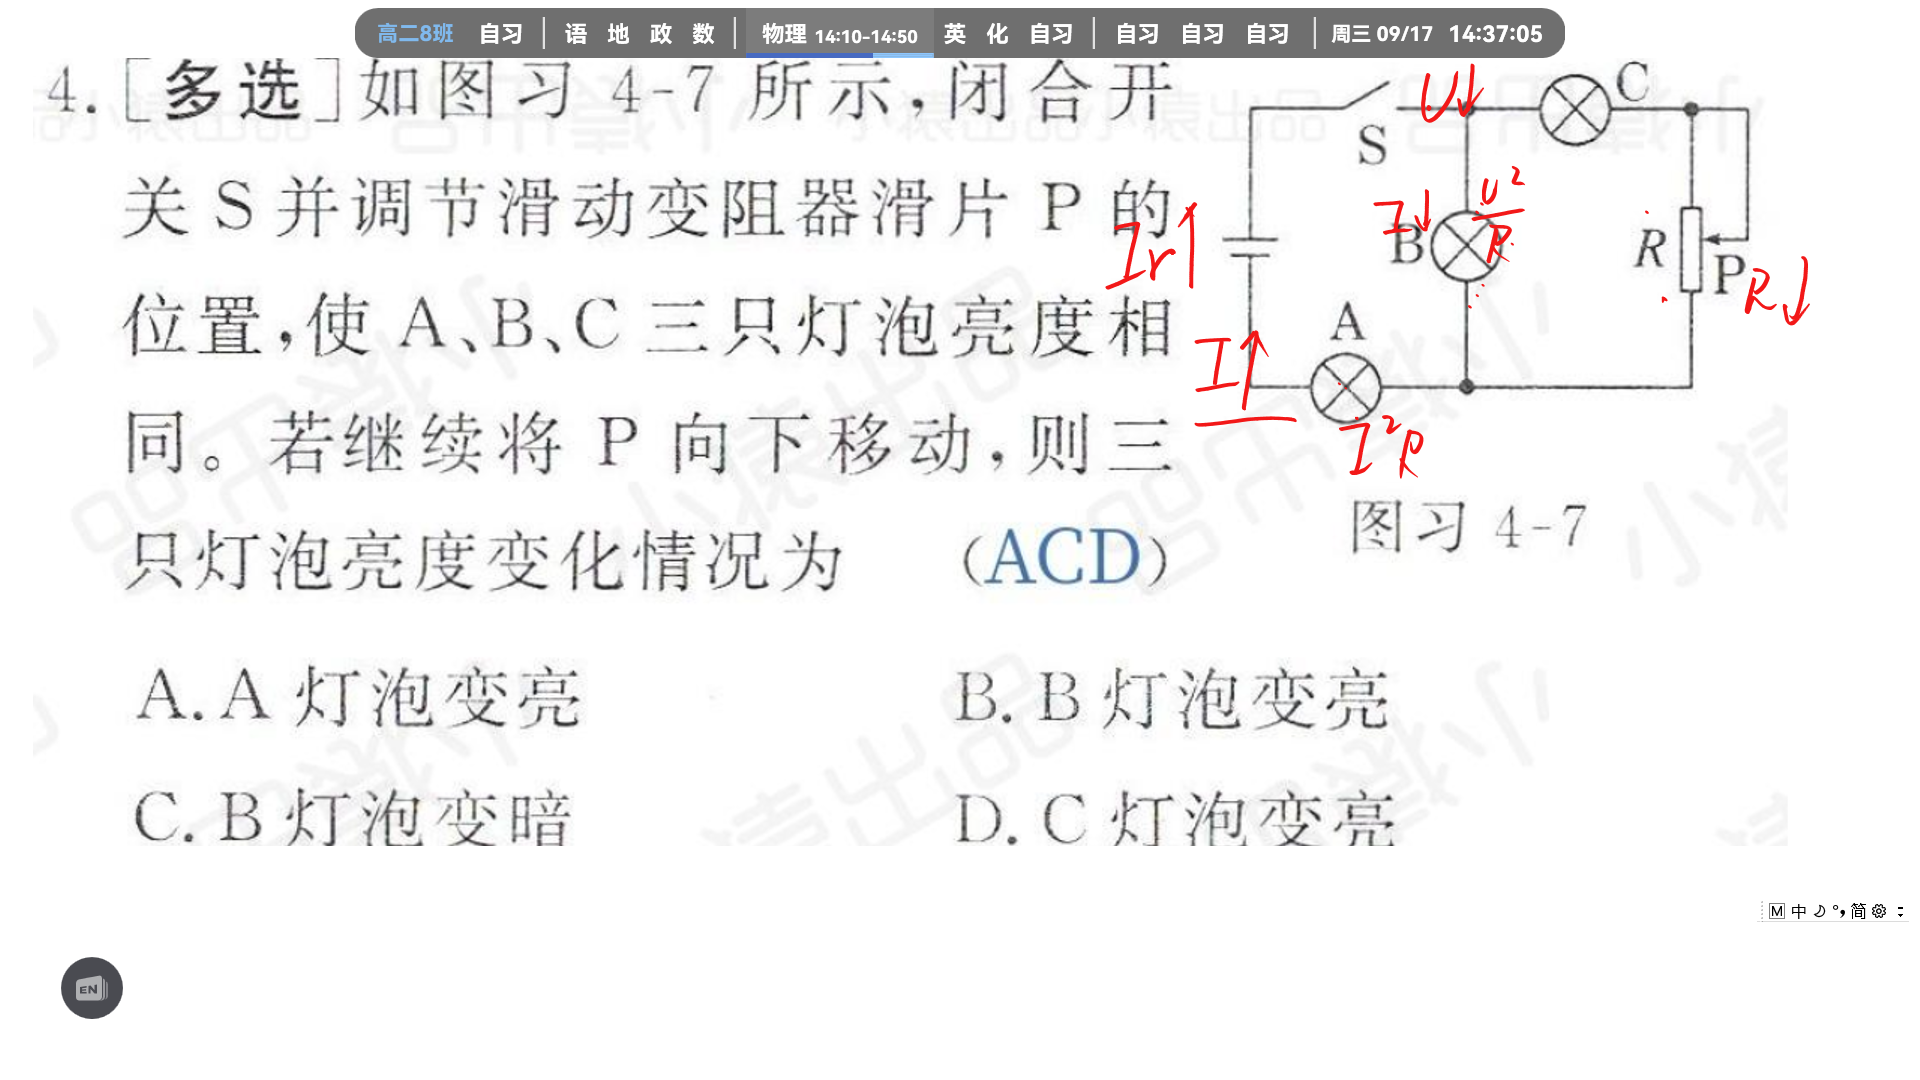 高二8班 自习 语 地 政 数 物理 14:10-14:50 英 化 自习 自习 自习 自习 周三 09/17 14:37:05
4.[多选]如图习 4-7 所示,闭合开
关 S 并调节滑动变阻器滑片 P 的
位置,使 A、B、C 三只灯泡亮度相
同。若继续将 P 向下移动,则三
只灯泡亮度变化情况为 (ACD)
A. A 灯泡变亮 B. B 灯泡变亮
C. B 灯泡变暗 D. C 灯泡变亮
S U↓ C
I↓ B U²/R
R P R↓
Ir↑
A
I↑
I²R
图习 4-7
小猿出品
M 中 简
EN